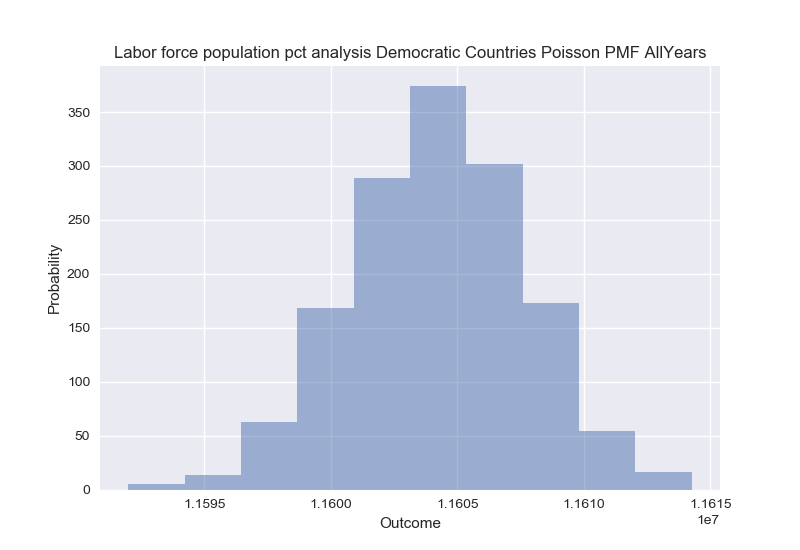 Labor force population pct analysis Democratic Countries Poisson PMF AllYears
350
300
250
200
150
100
50
0
Probability
1.1595 1.1600 1.1605 1.1610 1.1615
1e7
Outcome